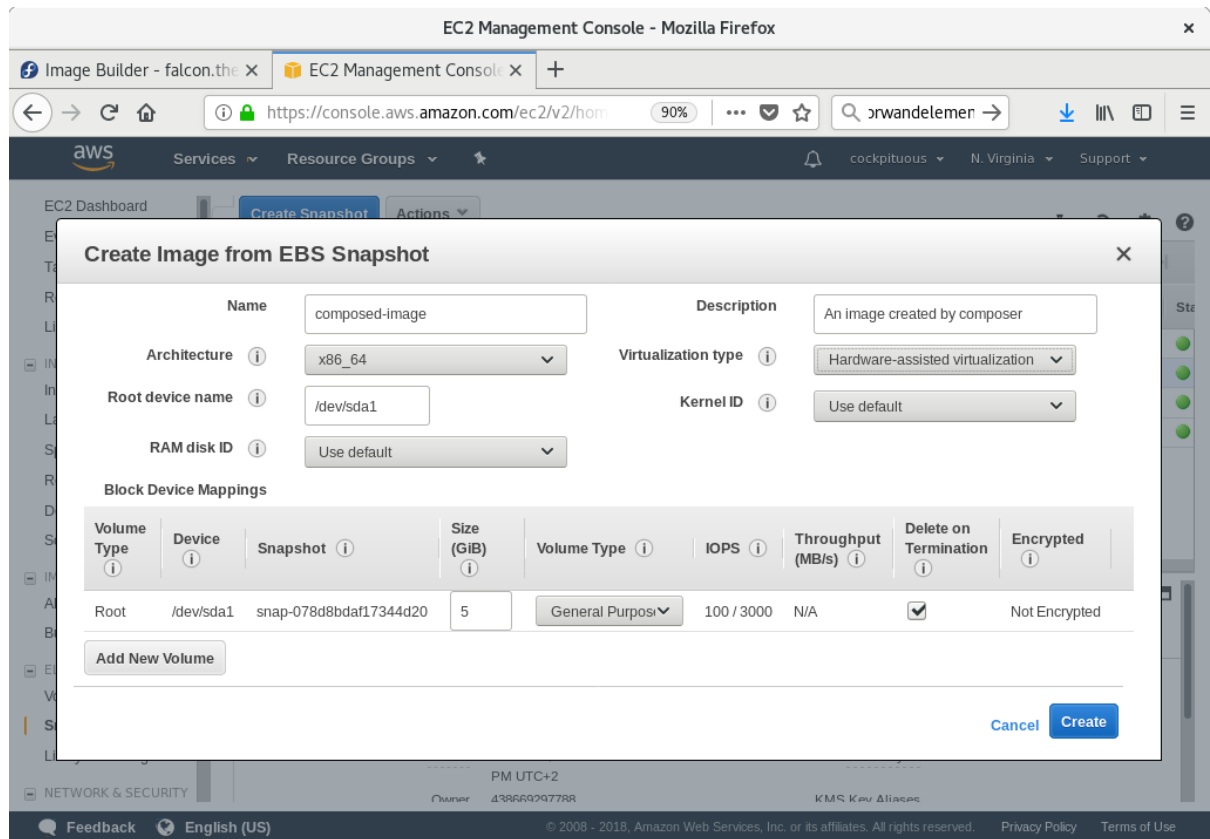 EC2 Management Console - Mozilla Firefox
Image Builder - falcon.the
EC2 Management Console
https://console.aws.amazon.com/ec2/v2/hom
90%
orwandelemen
aws
Services
Resource Groups
cockpituous
N. Virginia
Support
EC2 Dashboard
Create Snapshot
Actions
Create Image from EBS Snapshot
Name
composed-image
Description
An image created by composer
Architecture
x86_64
Virtualization type
Hardware-assisted virtualization
Root device name
/dev/sda1
Kernel ID
Use default
RAM disk ID
Use default
Block Device Mappings
Volume Type
Device
Snapshot
Size (GiB)
Volume Type
IOPS
Throughput (MB/s)
Delete on Termination
Encrypted
Root
/dev/sda1
snap-078d8bdaf17344d20
5
General Purpos
100 / 3000
N/A
Not Encrypted
Add New Volume
Cancel
Create
PM UTC+2
NETWORK & SECURITY
Owner
438669297788
KMS Key Aliases
Feedback
English (US)
© 2008 - 2018, Amazon Web Services, Inc. or its affiliates. All rights reserved.
Privacy Policy
Terms of Use